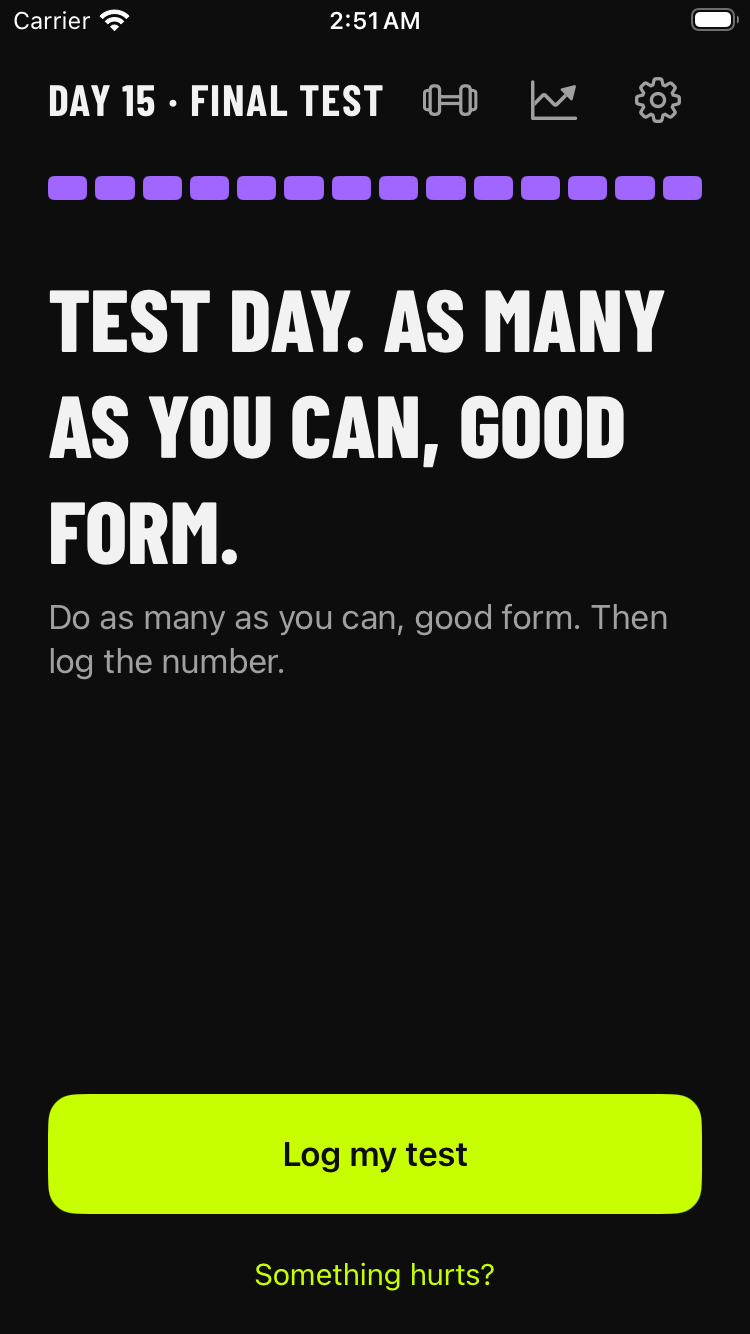 Carrier 2:51 AM
DAY 15 · FINAL TEST
TEST DAY. AS MANY
AS YOU CAN, GOOD
FORM.
Do as many as you can, good form. Then
log the number.
Log my test
Something hurts?